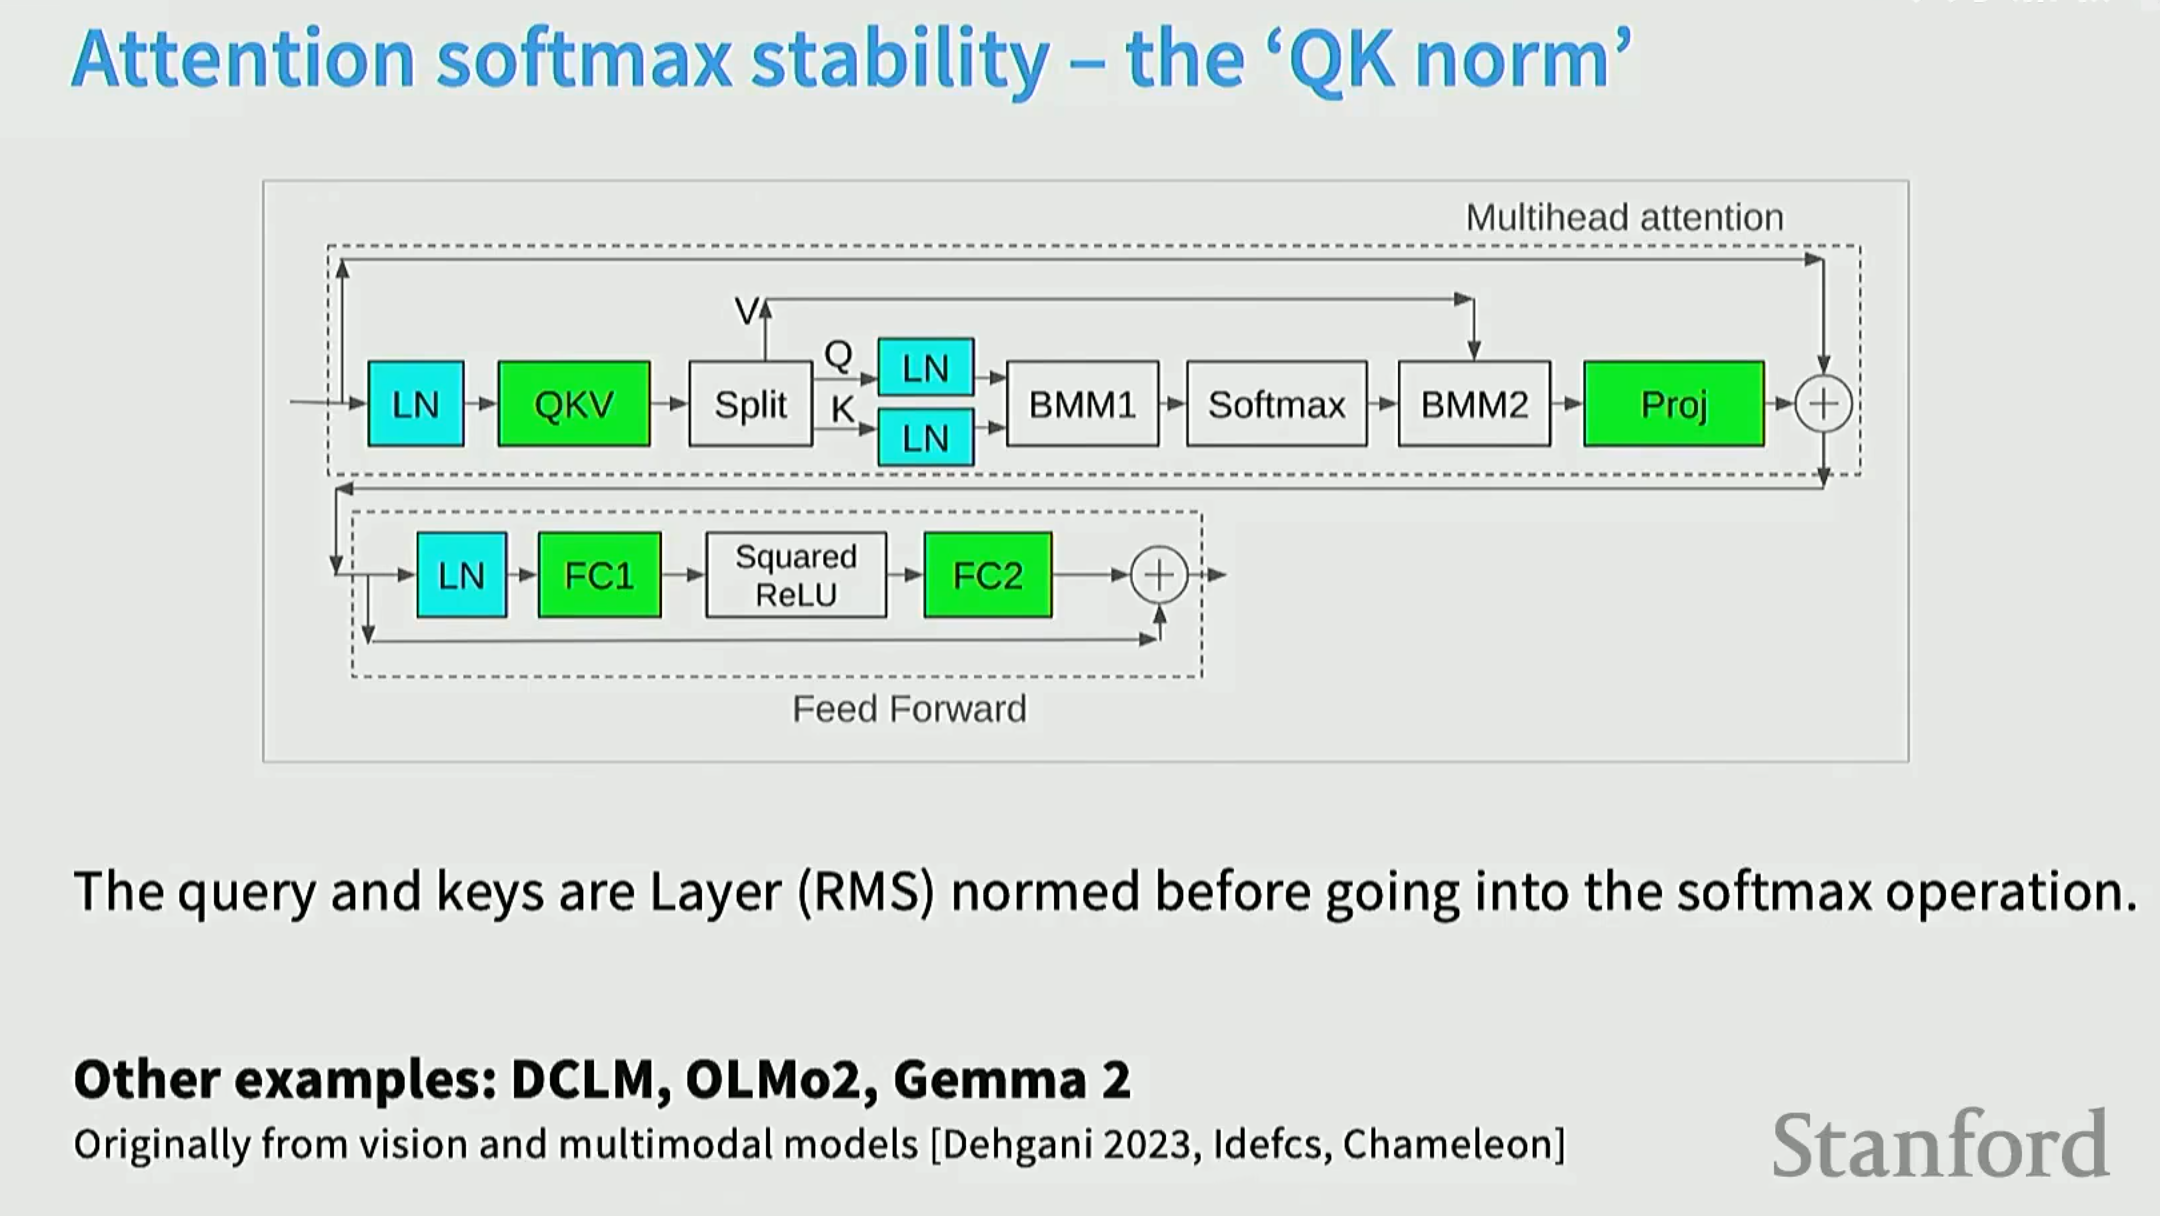 Attention softmax stability – the ‘QK norm’
Multihead attention
V
Q
K
LN
QKV
Split
LN
LN
BMM1
Softmax
BMM2
Proj
LN
FC1
Squared
ReLU
FC2
Feed Forward
The query and keys are Layer (RMS) normed before going into the softmax operation.
Other examples: DCLM, OLMo2, Gemma 2
Originally from vision and multimodal models [Dehgani 2023, Idefcs, Chameleon]
Stanford